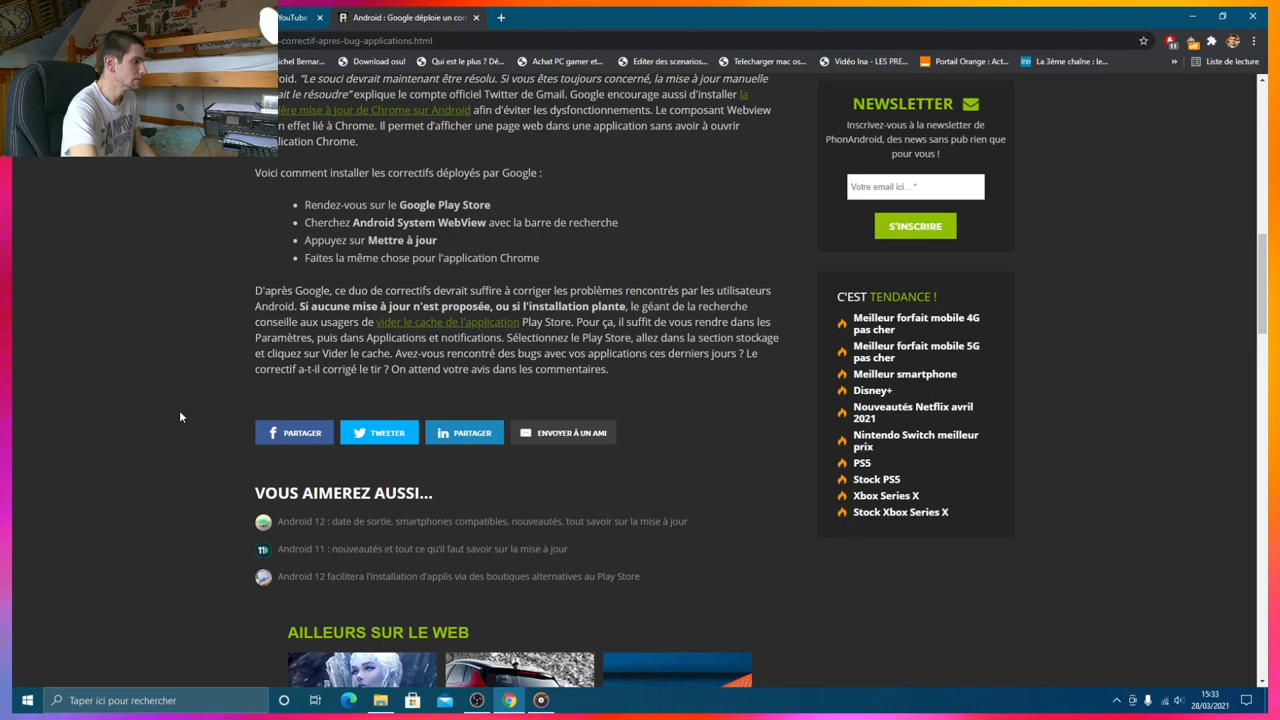 YouTube
Android : Google déploie un cor
-correctif-apres-bug-applications.html
11
off
ichel Bernar...
Download osu!
Qui est le plus ? Dé...
Achat PC gamer et...
Editer des scenarios...
Telecharger mac os...
Vidéo Ina - LES PRE...
Portail Orange : Act...
La 3ème chaîne : le...
»
Liste de lecture
roid. “Le souci devrait maintenant être résolu. Si vous êtes toujours concerné, la mise à jour manuelle
ait le résoudre” explique le compte officiel Twitter de Gmail. Google encourage aussi d'installer la
ière mise à jour de Chrome sur Android afin d'éviter les dysfonctionnements. Le composant Webview
n effet lié à Chrome. Il permet d'afficher une page web dans une application sans avoir à ouvrir
lication Chrome.
Voici comment installer les correctifs déployés par Google :
• Rendez-vous sur le Google Play Store
• Cherchez Android System WebView avec la barre de recherche
• Appuyez sur Mettre à jour
• Faites la même chose pour l'application Chrome
D'après Google, ce duo de correctifs devrait suffire à corriger les problèmes rencontrés par les utilisateurs
Android. Si aucune mise à jour n'est proposée, ou si l'installation plante, le géant de la recherche
conseille aux usagers de vider le cache de l'application Play Store. Pour ça, il suffit de vous rendre dans les
Paramètres, puis dans Applications et notifications. Sélectionnez le Play Store, allez dans la section stockage
et cliquez sur Vider le cache. Avez-vous rencontré des bugs avec vos applications ces derniers jours ? Le
correctif a-t-il corrigé le tir ? On attend votre avis dans les commentaires.
PARTAGER
TWEETER
PARTAGER
ENVOYER À UN AMI
VOUS AIMEREZ AUSSI...
Android 12 : date de sortie, smartphones compatibles, nouveautés, tout savoir sur la mise à jour
Android 11 : nouveautés et tout ce qu'il faut savoir sur la mise à jour
Android 12 facilitera l'installation d'applis via des boutiques alternatives au Play Store
AILLEURS SUR LE WEB
NEWSLETTER
Inscrivez-vous à la newsletter de
PhonAndroid, des news sans pub rien que
pour vous !
Votre email ici... *
S'INSCRIRE
C'EST TENDANCE !
Meilleur forfait mobile 4G
pas cher
Meilleur forfait mobile 5G
pas cher
Meilleur smartphone
Disney+
Nouveautés Netflix avril
2021
Nintendo Switch meilleur
prix
PS5
Stock PS5
Xbox Series X
Stock Xbox Series X
Taper ici pour rechercher
15:33
28/03/2021